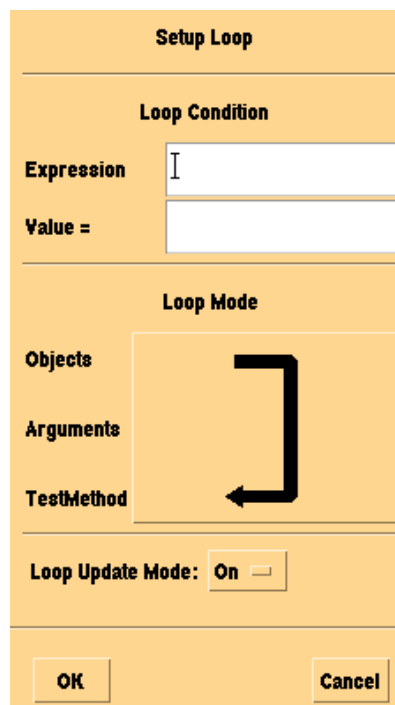 Setup Loop
Loop Condition
Expression
Value =
Loop Mode
Objects
Arguments
TestMethod
Loop Update Mode: On
OK Cancel